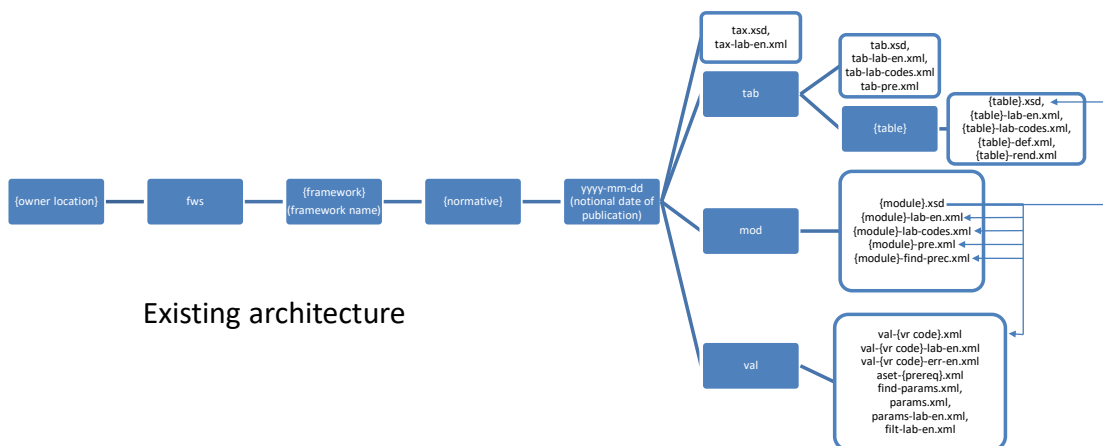 tax.xsd,
tax-lab-en.xml
tab.xsd,
tab-lab-en.xml,
tab-lab-codes.xml
tab-pre.xml
tab
{table}
{table}.xsd,
{table}-lab-en.xml,
{table}-lab-codes.xml,
{table}-def.xml,
{table}-rend.xml
{owner location}
fws
{framework}
(framework name)
{normative}
yyyy-mm-dd
(notional date of
publication)
mod
{module}.xsd
{module}-lab-en.xml
{module}-lab-codes.xml
{module}-pre.xml
{module}-find-prec.xml
Existing architecture
val
val-{vr code}.xml
val-{vr code}-lab-en.xml
val-{vr code}-err-en.xml
aset-{prereq}.xml
find-params.xml,
params.xml,
params-lab-en.xml,
filt-lab-en.xml